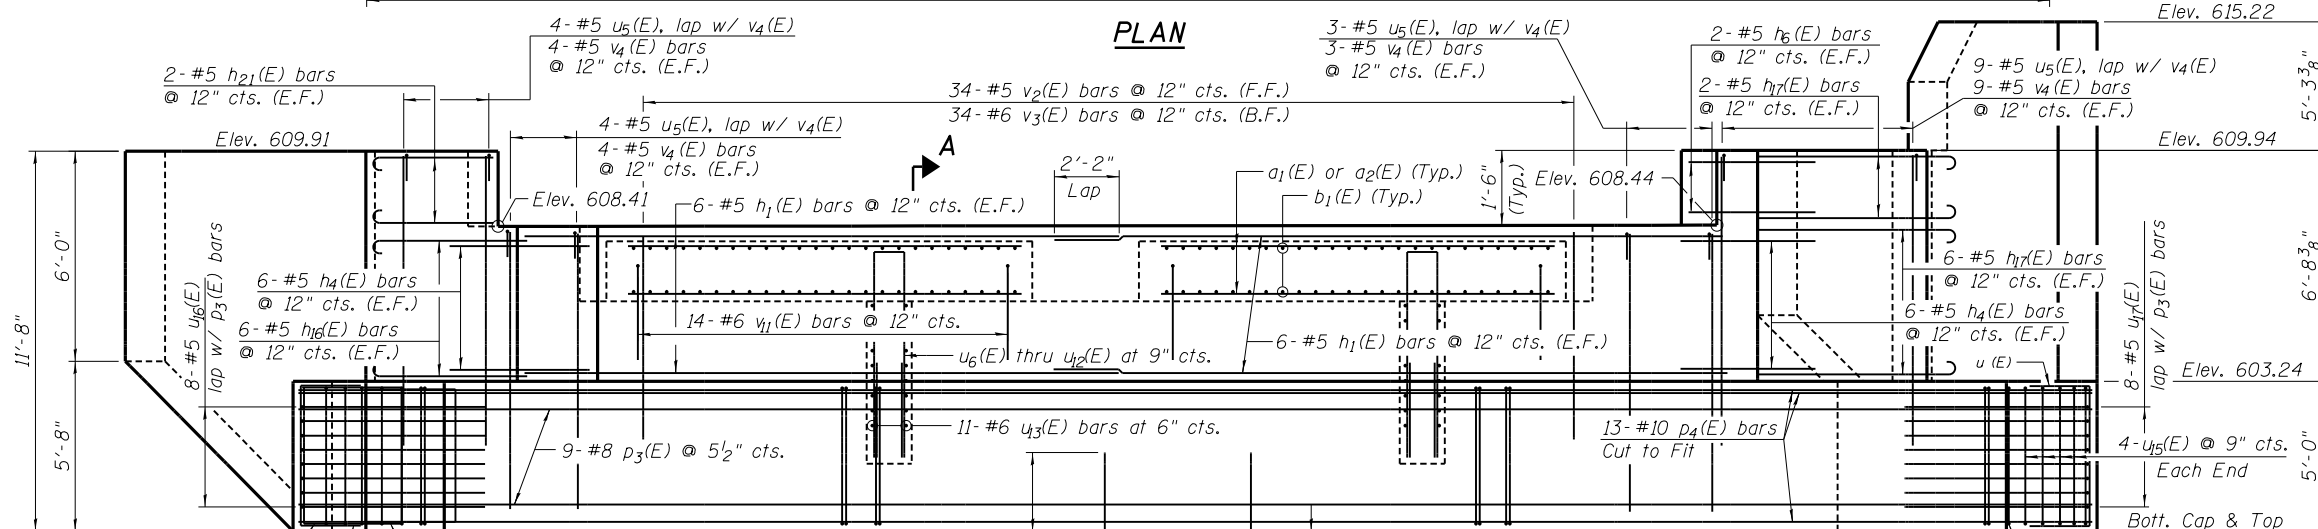 PLAN
4- #5 u5(E), lap w/ v4(E)
4- #5 v4(E) bars
@ 12" cts. (E.F.)
3- #5 u5(E), lap w/ v4(E)
3- #5 v4(E) bars
@ 12" cts. (E.F.)
2- #5 h6(E) bars
@ 12" cts. (E.F.)
Elev. 615.22
2- #5 h21(E) bars
@ 12" cts. (E.F.)
34- #5 v2(E) bars @ 12" cts. (F.F.)
34- #6 v3(E) bars @ 12" cts. (B.F.)
2- #5 h17(E) bars
@ 12" cts. (E.F.)
9- #5 u5(E), lap w/ v4(E)
9- #5 v4(E) bars
@ 12" cts. (E.F.)
5'- 3 3/8"
Elev. 609.91
4- #5 u5(E), lap w/ v4(E)
4- #5 v4(E) bars
@ 12" cts. (E.F.)
A
2'-2"
Lap
a1(E) or a2(E) (Typ.)
b1(E) (Typ.)
1'-6"
(Typ.)
Elev. 608.44
Elev. 609.94
Elev. 608.41
6- #5 h1(E) bars @ 12" cts. (E.F.)
11'-8"
6'-0"
8- #5 u16(E)
lap w/ p3(E) bars
6- #5 h4(E) bars
@ 12" cts. (E.F.)
6- #5 h16(E) bars
@ 12" cts. (E.F.)
14- #6 v11(E) bars @ 12" cts.
u6(E) thru u12(E) at 9" cts.
6- #5 h1(E) bars @ 12" cts. (E.F.)
6- #5 h17(E) bars
@ 12" cts. (E.F.)
6- #5 h4(E) bars
@ 12" cts. (E.F.)
u (E)
8- #5 u17(E)
lap w/ p3(E) bars
6'- 8 3/8"
Elev. 603.24
5'-8"
9- #8 p3(E) @ 5 1/2" cts.
11- #6 u13(E) bars at 6" cts.
13- #10 p4(E) bars
Cut to Fit
4- u15(E) @ 9" cts.
Each End
5'-0"
Bott. Cap & Top